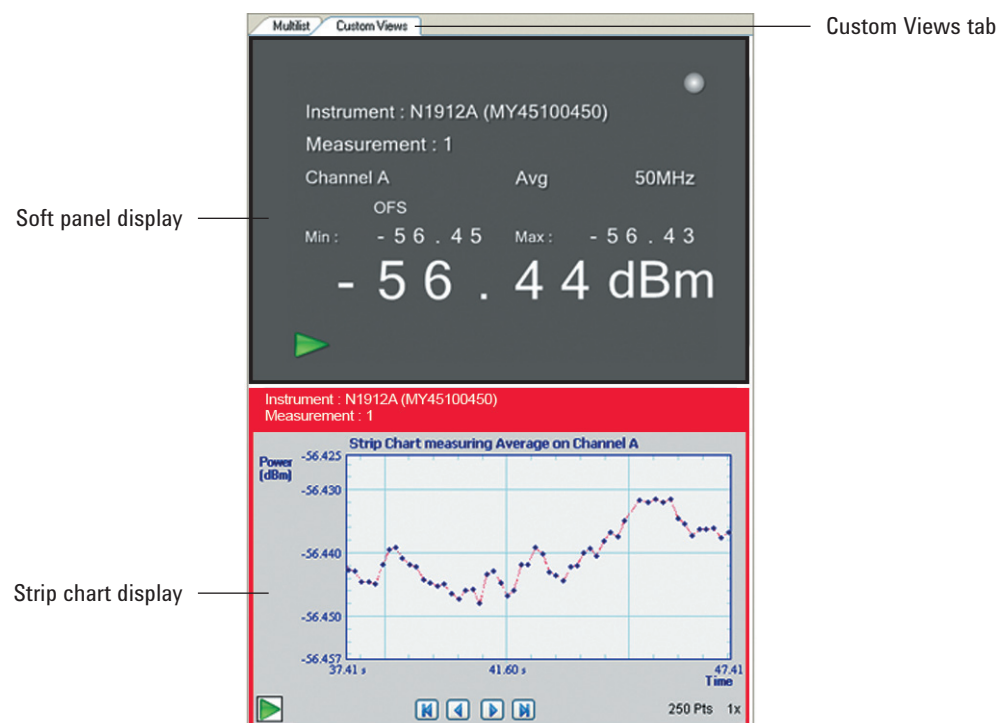 Multilist Custom Views
Custom Views tab
Instrument : N1912A (MY45100450)
Measurement : 1
Channel A Avg 50MHz
OFS
Soft panel display
Min : - 5 6 . 4 5 Max : - 5 6 . 4 3
- 5 6 . 4 4 dBm
Instrument : N1912A (MY45100450)
Measurement : 1
Strip Chart measuring Average on Channel A
Power
(dBm)
-56.425
-56.430
-56.440
Strip chart display
-56.450
-56.457
37.41 s 41.60 s 47.41
Time
250 Pts 1x